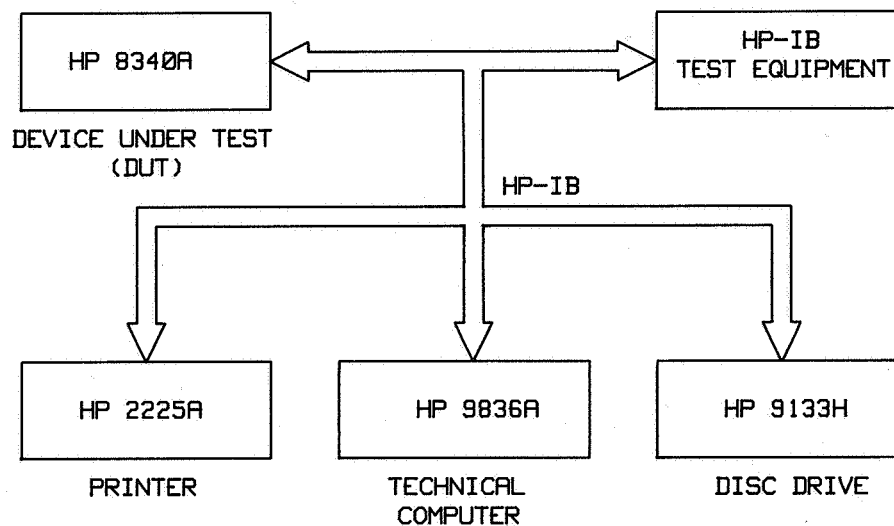 HP 8340A
HP-IB
TEST EQUIPMENT
DEVICE UNDER TEST
(DUT)
HP-IB
HP 2225A
HP 9836A
HP 9133H
PRINTER
TECHNICAL
COMPUTER
DISC DRIVE